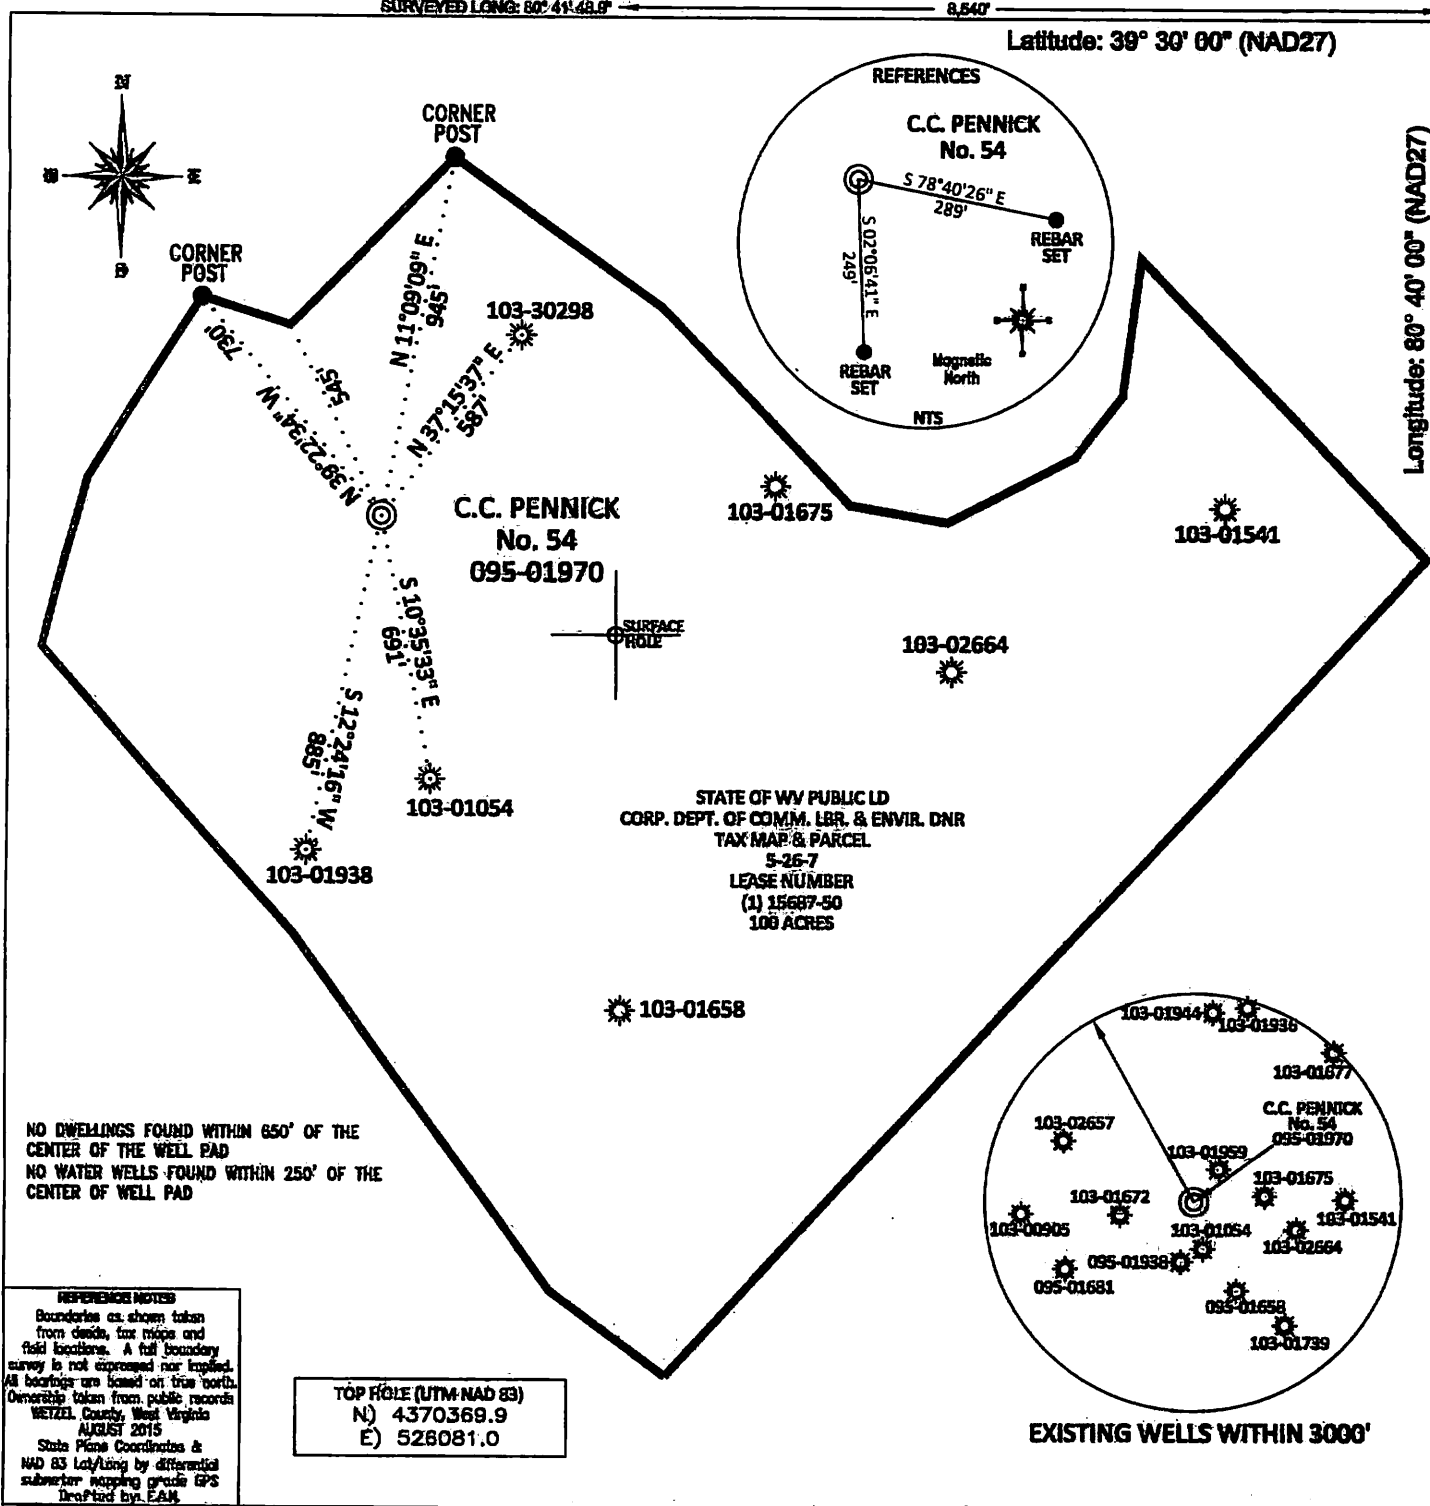 SURVEYED LONG: 80° 41' 48.9"
8,540'
Latitude: 39° 30' 00" (NAD27)
Longitude: 80° 40' 00" (NAD27)
N
CORNER
POST
CORNER
POST
REFERENCES
C.C. PENNICK
No. 54
S 78°40'26" E
289'
REBAR
SET
S 02°06'41" E
249'
REBAR
SET
Magnetic
North
NTS
730'
N 39°22'34" W
545'
N 11°09'09" E
945'
103-30298
N 37°15'37" E
587'
C.C. PENNICK
No. 54
095-01970
103-01675
103-01541
SURFACE
HOLE
103-02664
S 10°35'33" E
691'
S 12°24'16" W
885'
103-01054
103-01938
STATE OF WV PUBLIC LD
CORP. DEPT. OF COMM. LBR. & ENVIR. DNR
TAX MAP & PARCEL
5-26-7
LEASE NUMBER
(1) 15687-50
100 ACRES
103-01658
NO DWELLINGS FOUND WITHIN 650' OF THE
CENTER OF THE WELL PAD
NO WATER WELLS FOUND WITHIN 250' OF THE
CENTER OF WELL PAD
103-01944
103-01936
103-01677
C.C. PENNICK
No. 54
095-01970
103-02657
103-01959
103-01675
103-01672
103-00905
103-01054
103-01541
103-02664
095-01938
095-01681
095-01658
103-01739
EXISTING WELLS WITHIN 3000'
REFERENCE NOTES
Boundaries as shown taken
from deeds, tax maps and
field locations. A full boundary
survey is not expressed nor implied.
All bearings are based on true north.
Ownership taken from public records
WETZEL County, West Virginia
AUGUST 2015
State Plane Coordinates &
NAD 83 Lat/Long by differential
submeter mapping grade GPS
Drafted by: EAM
TOP HOLE (UTM NAD 83)
N) 4370369.9
E) 526081.0